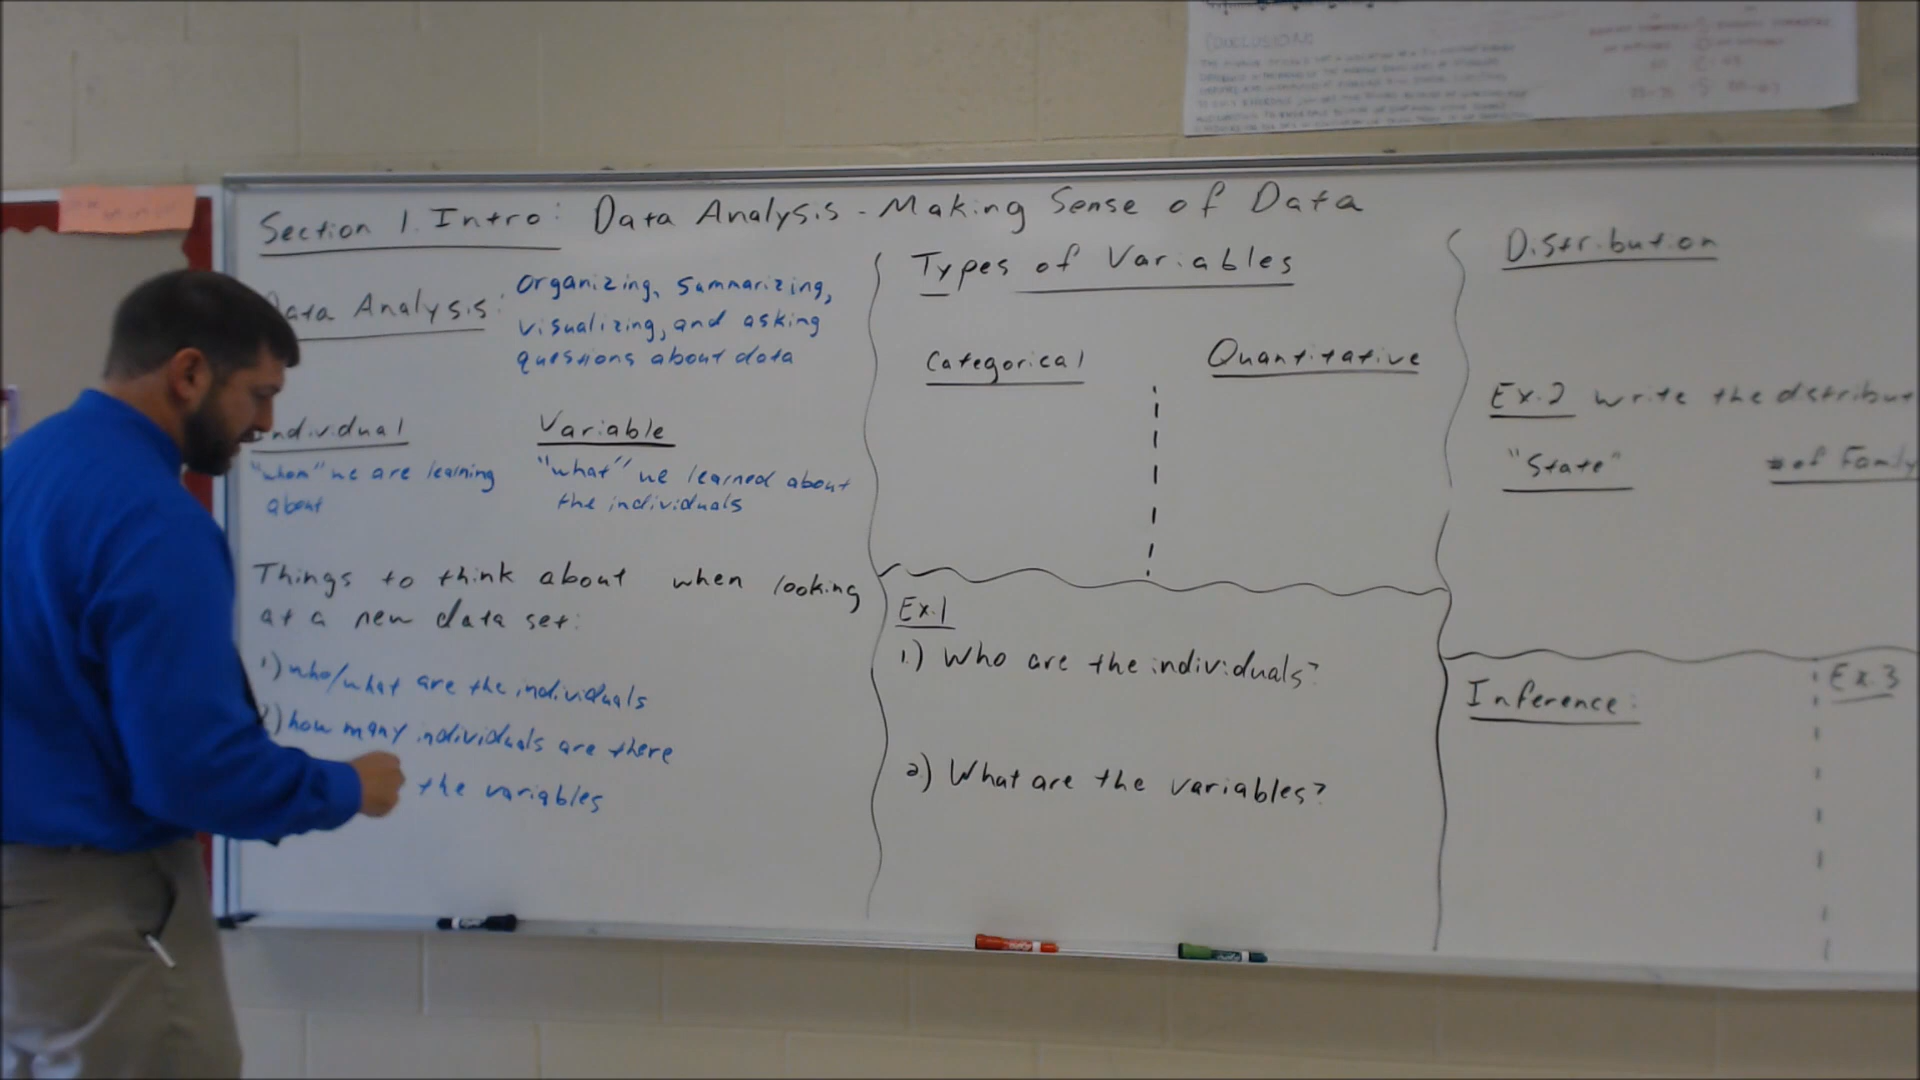 Section 1. Intro: Data Analysis - Making Sense of Data
ata Analysis:
organizing, summarizing,
visualizing, and asking
questions about data
Individual
"whom" we are learning
about
Variable
"what" we learned about
the individuals
Things to think about when looking
at a new data set:
1.) who/what are the individuals
2.) how many individuals are there
the variables
Types of Variables
Categorical
Quantitative
Ex.1
1.) Who are the individuals?
2) What are the variables?
Distribution
Ex.2 Write the distribut
"State"
# of Family
Inference:
Ex.3
CONCLUSION: